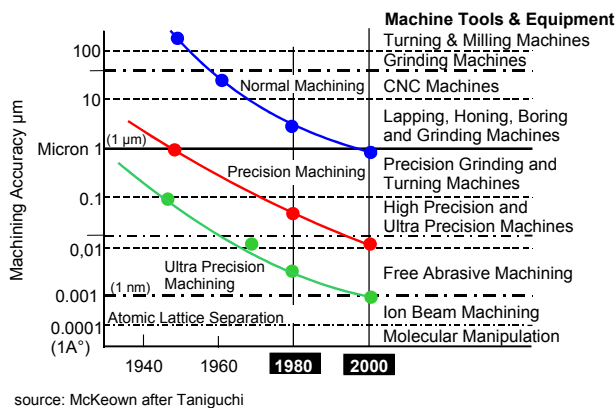 Machine Tools & Equipment
Turning & Milling Machines
Grinding Machines
CNC Machines
Lapping, Honing, Boring
and Grinding Machines
Precision Grinding and
Turning Machines
High Precision and
Ultra Precision Machines
Free Abrasive Machining
Ion Beam Machining
Molecular Manipulation
Machining Accuracy µm
100
10
Micron 1
0.1
0,01
0.001
0.0001
(1A°)
(1 µm)
(1 nm)
Normal Machining
Precision Machining
Ultra Precision
Machining
Atomic Lattice Separation
1940
1960
1980
2000
source: McKeown after Taniguchi